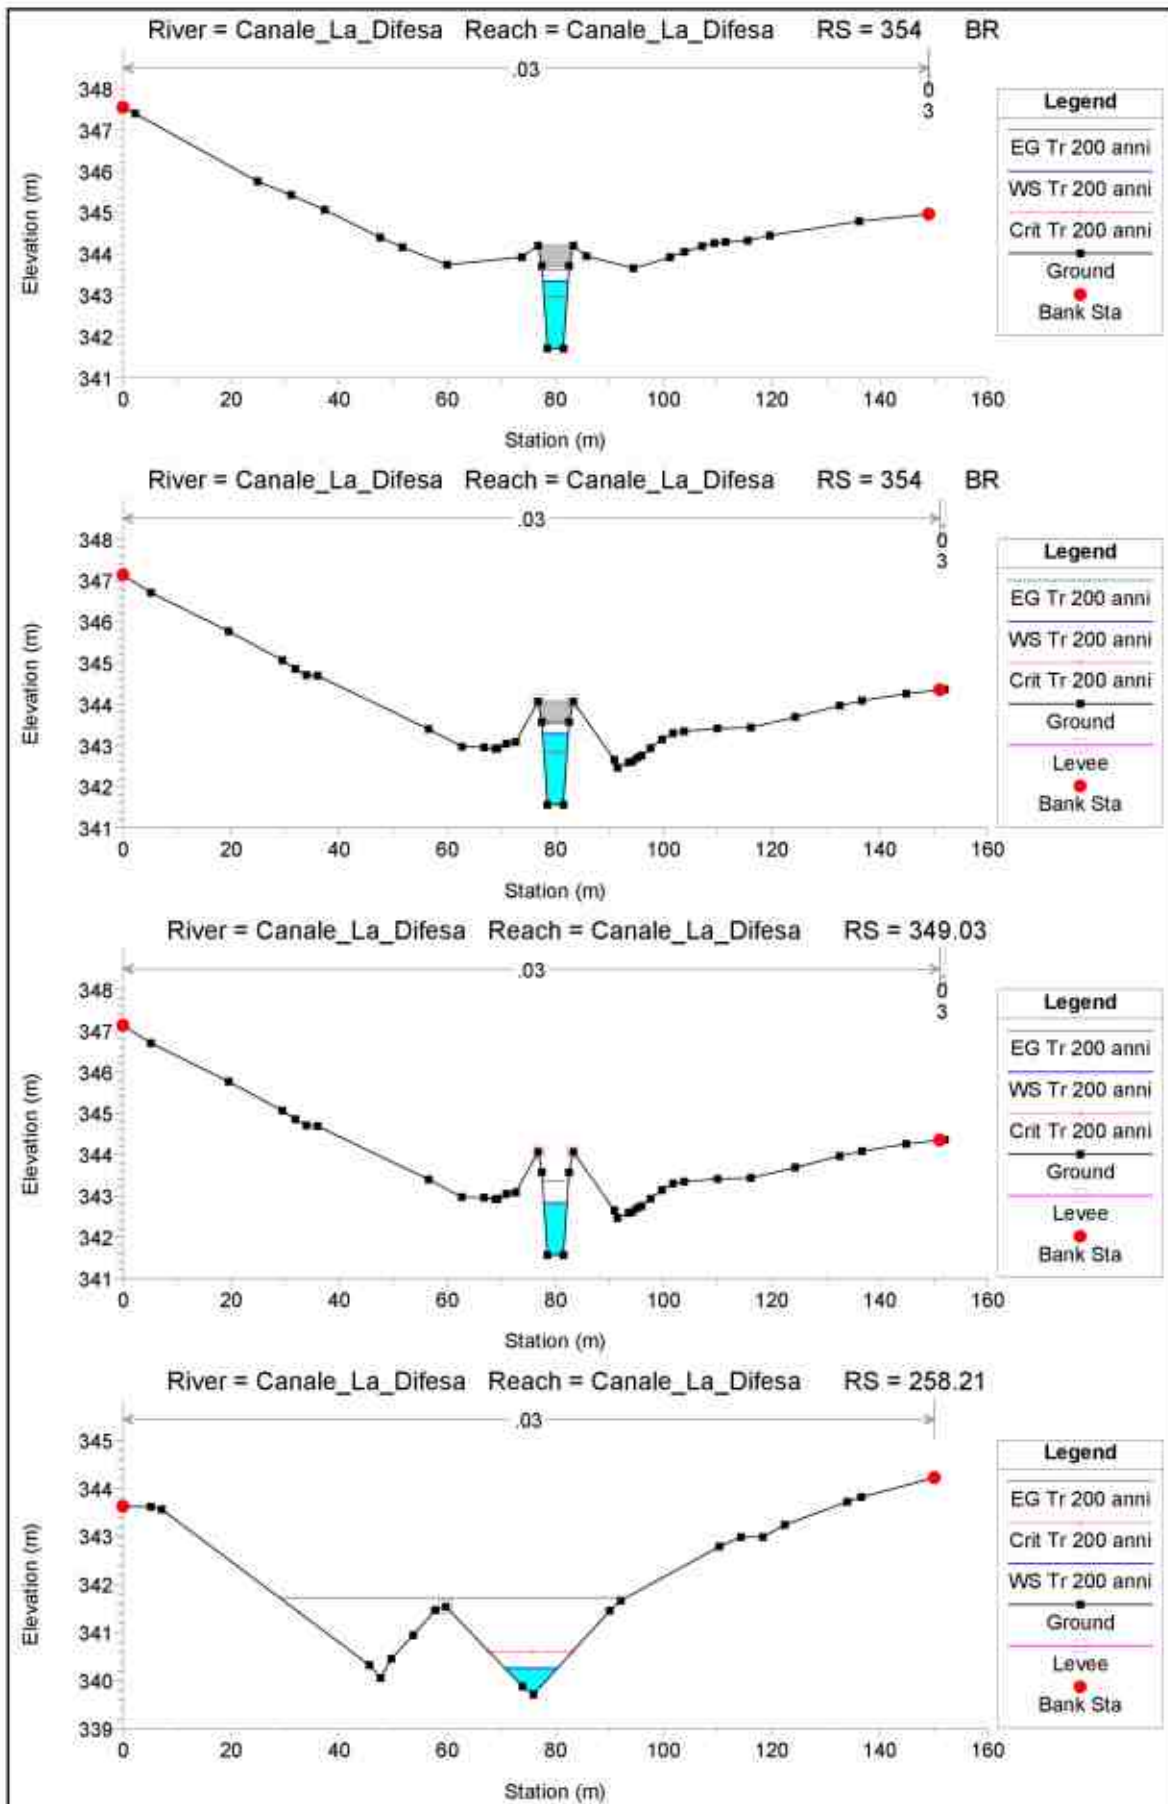 River = Canale_La_Difesa Reach = Canale_La_Difesa RS = 354 BR
.03
0
3
348
347
346
345
344
343
342
341
Elevation (m)
0 20 40 60 80 100 120 140 160
Station (m)
Legend
EG Tr 200 anni
WS Tr 200 anni
Crit Tr 200 anni
Ground
Bank Sta
River = Canale_La_Difesa Reach = Canale_La_Difesa RS = 354 BR
.03
0
3
348
347
346
345
344
343
342
341
Elevation (m)
0 20 40 60 80 100 120 140 160
Station (m)
Legend
EG Tr 200 anni
WS Tr 200 anni
Crit Tr 200 anni
Ground
Levee
Bank Sta
River = Canale_La_Difesa Reach = Canale_La_Difesa RS = 349.03
.03
0
3
348
347
346
345
344
343
342
341
Elevation (m)
0 20 40 60 80 100 120 140 160
Station (m)
Legend
EG Tr 200 anni
WS Tr 200 anni
Crit Tr 200 anni
Ground
Levee
Bank Sta
River = Canale_La_Difesa Reach = Canale_La_Difesa RS = 258.21
.03
345
344
343
342
341
340
339
Elevation (m)
0 20 40 60 80 100 120 140 160
Station (m)
Legend
EG Tr 200 anni
Crit Tr 200 anni
WS Tr 200 anni
Ground
Levee
Bank Sta